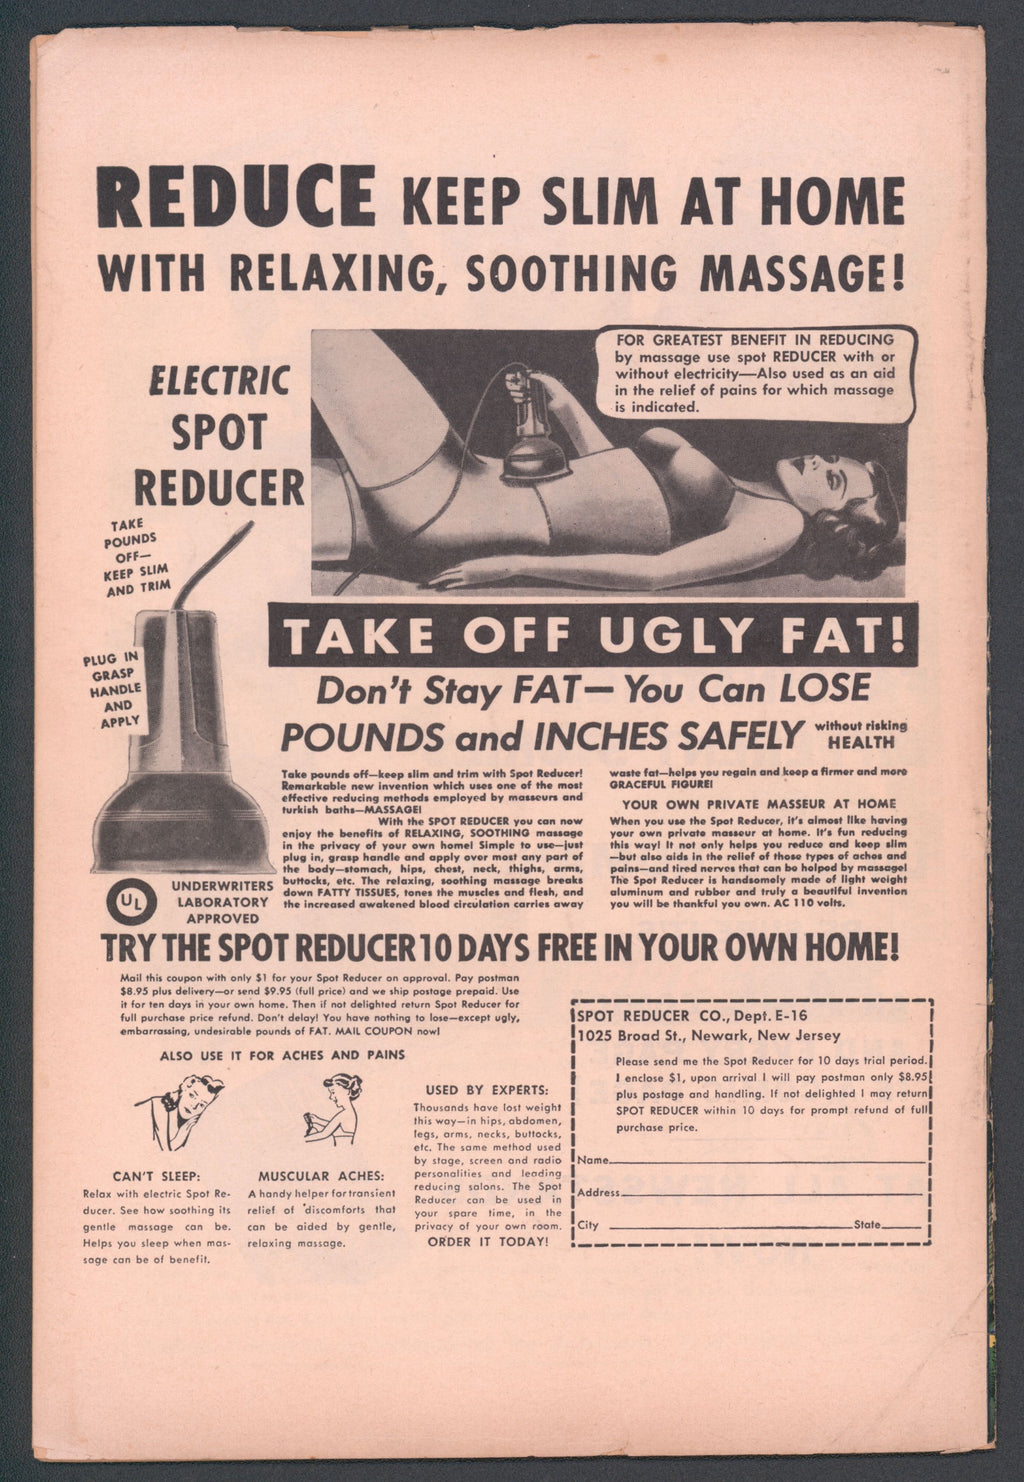 REDUCE KEEP SLIM AT HOME
WITH RELAXING, SOOTHING MASSAGE!
ELECTRIC
SPOT
REDUCER
FOR GREATEST BENEFIT IN REDUCING
by massage use spot REDUCER with or
without electricity—Also used as an aid
in the relief of pains for which massage
is indicated.
TAKE
POUNDS
OFF—
KEEP SLIM
AND TRIM
PLUG IN
GRASP
HANDLE
AND
APPLY
UL
UNDERWRITERS
LABORATORY
APPROVED
TAKE OFF UGLY FAT!
Don't Stay FAT— You Can LOSE
POUNDS and INCHES SAFELY without risking
HEALTH
Take pounds off—keep slim and trim with Spot Reducer!
Remarkable new invention which uses one of the most
effective reducing methods employed by masseurs and
turkish baths—MASSAGE!
With the SPOT REDUCER you can now
enjoy the benefits of RELAXING, SOOTHING massage
in the privacy of your own home! Simple to use—just
plug in, grasp handle and apply over most any part of
the body—stomach, hips, chest, neck, thighs, arms,
buttocks, etc. The relaxing, soothing massage breaks
down FATTY TISSUES, tones the muscles and flesh, and
the increased awakened blood circulation carries away
waste fat—helps you regain and keep a firmer and more
GRACEFUL FIGURE!
YOUR OWN PRIVATE MASSEUR AT HOME
When you use the Spot Reducer, it's almost like having
your own private masseur at home. It's fun reducing
this way! It not only helps you reduce and keep slim
—but also aids in the relief of those types of aches and
pains—and tired nerves that can be helped by massage!
The Spot Reducer is handsomely made of light weight
aluminum and rubber and truly a beautiful invention
you will be thankful you own. AC 110 volts.
TRY THE SPOT REDUCER 10 DAYS FREE IN YOUR OWN HOME!
Mail this coupon with only $1 for your Spot Reducer on approval. Pay postman
$8.95 plus delivery—or send $9.95 (full price) and we ship postage prepaid. Use
it for ten days in your own home. Then if not delighted return Spot Reducer for
full purchase price refund. Don't delay! You have nothing to lose—except ugly,
embarrassing, undesirable pounds of FAT. MAIL COUPON now!
ALSO USE IT FOR ACHES AND PAINS
CAN'T SLEEP:
Relax with electric Spot Re-
ducer. See how soothing its
gentle massage can be.
Helps you sleep when mas-
sage can be of benefit.
MUSCULAR ACHES:
A handy helper for transient
relief of discomforts that
can be aided by gentle,
relaxing massage.
USED BY EXPERTS:
Thousands have lost weight
this way—in hips, abdomen,
legs, arms, necks, buttocks,
etc. The same method used
by stage, screen and radio
personalities and leading
reducing salons. The Spot
Reducer can be used in
your spare time, in the
privacy of your own room.
ORDER IT TODAY!
SPOT REDUCER CO., Dept. E-16
1025 Broad St., Newark, New Jersey
Please send me the Spot Reducer for 10 days trial period.
I enclose $1, upon arrival I will pay postman only $8.95
plus postage and handling. If not delighted I may return
SPOT REDUCER within 10 days for prompt refund of full
purchase price.
Name
Address
City State